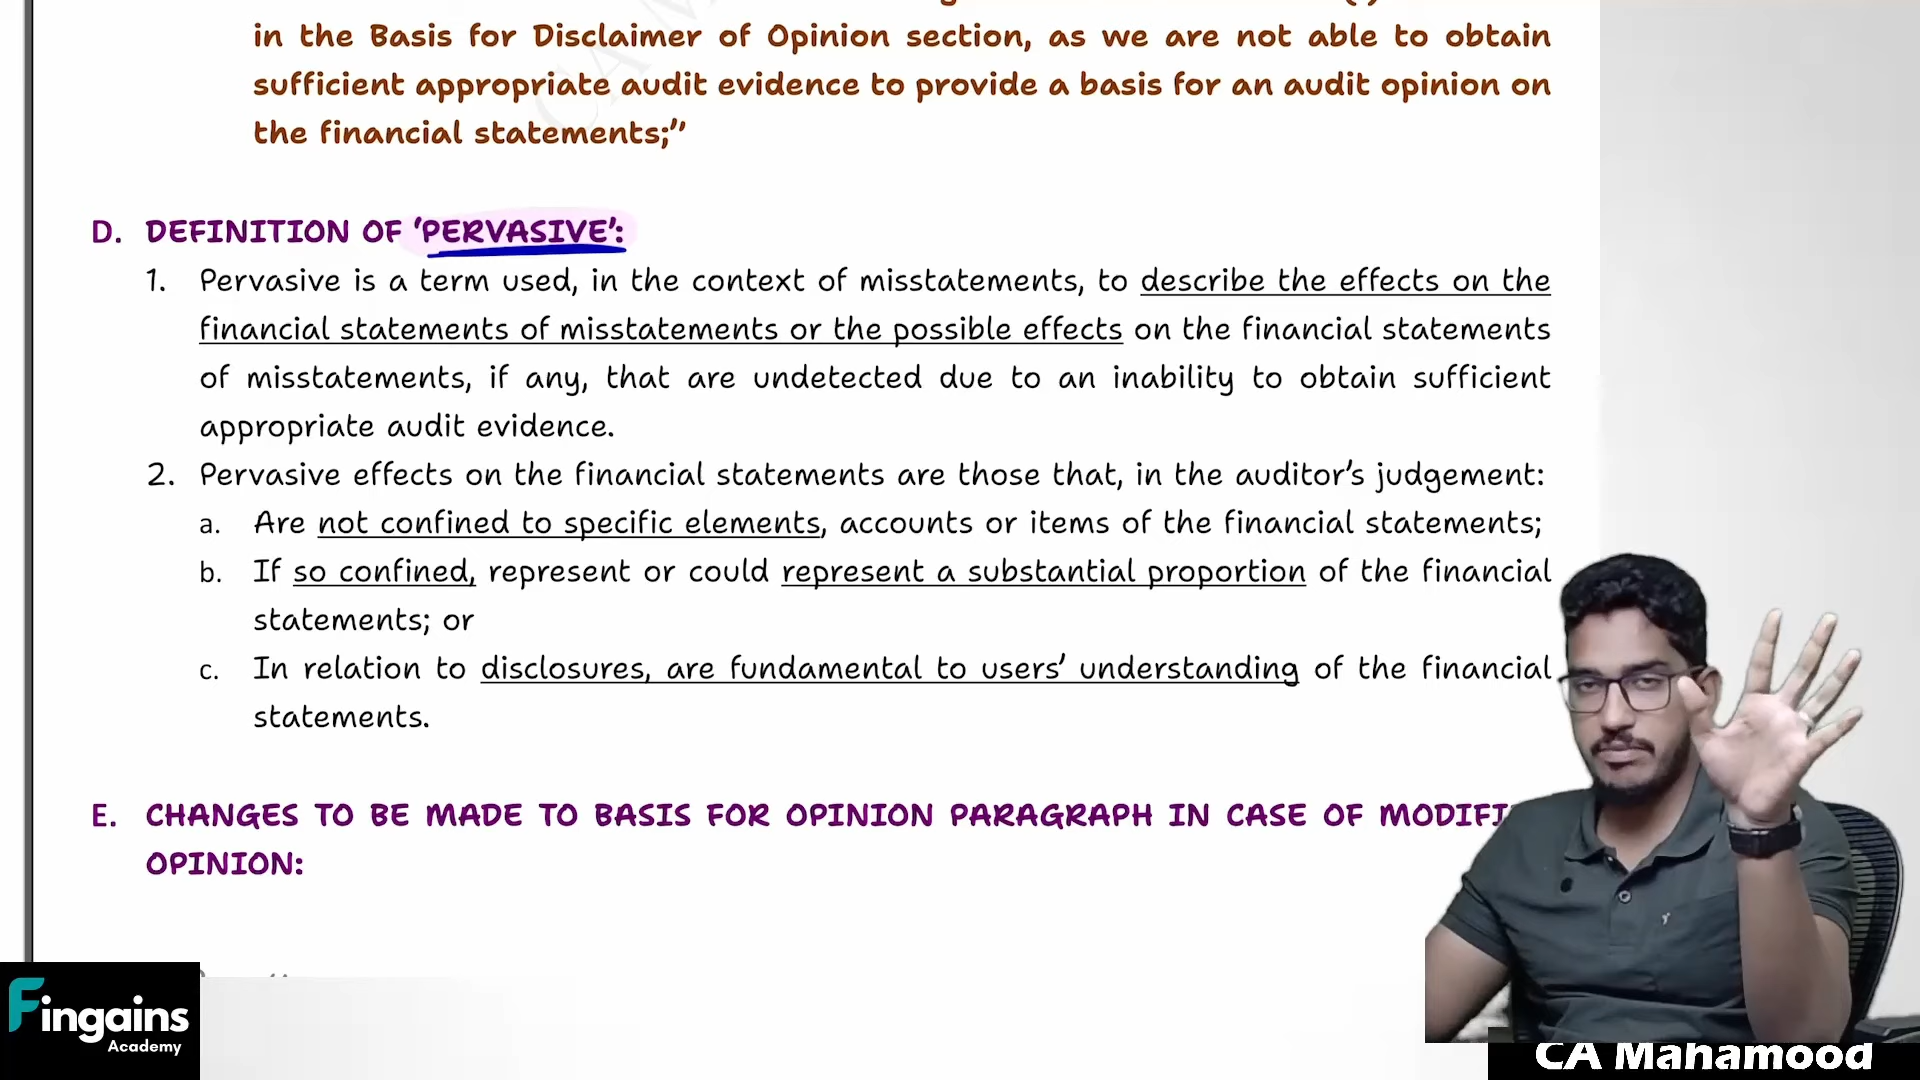 in the Basis for Disclaimer of Opinion section, as we are not able to obtain
sufficient appropriate audit evidence to provide a basis for an audit opinion on
the financial statements;”
D. DEFINITION OF ‘PERVASIVE’:
1. Pervasive is a term used, in the context of misstatements, to describe the effects on the
financial statements of misstatements or the possible effects on the financial statements
of misstatements, if any, that are undetected due to an inability to obtain sufficient
appropriate audit evidence.
2. Pervasive effects on the financial statements are those that, in the auditor’s judgement:
a. Are not confined to specific elements, accounts or items of the financial statements;
b. If so confined, represent or could represent a substantial proportion of the financial
statements; or
c. In relation to disclosures, are fundamental to users’ understanding of the financial
statements.
E. CHANGES TO BE MADE TO BASIS FOR OPINION PARAGRAPH IN CASE OF
OPINION:
Fingains
Academy
CA Mahamood